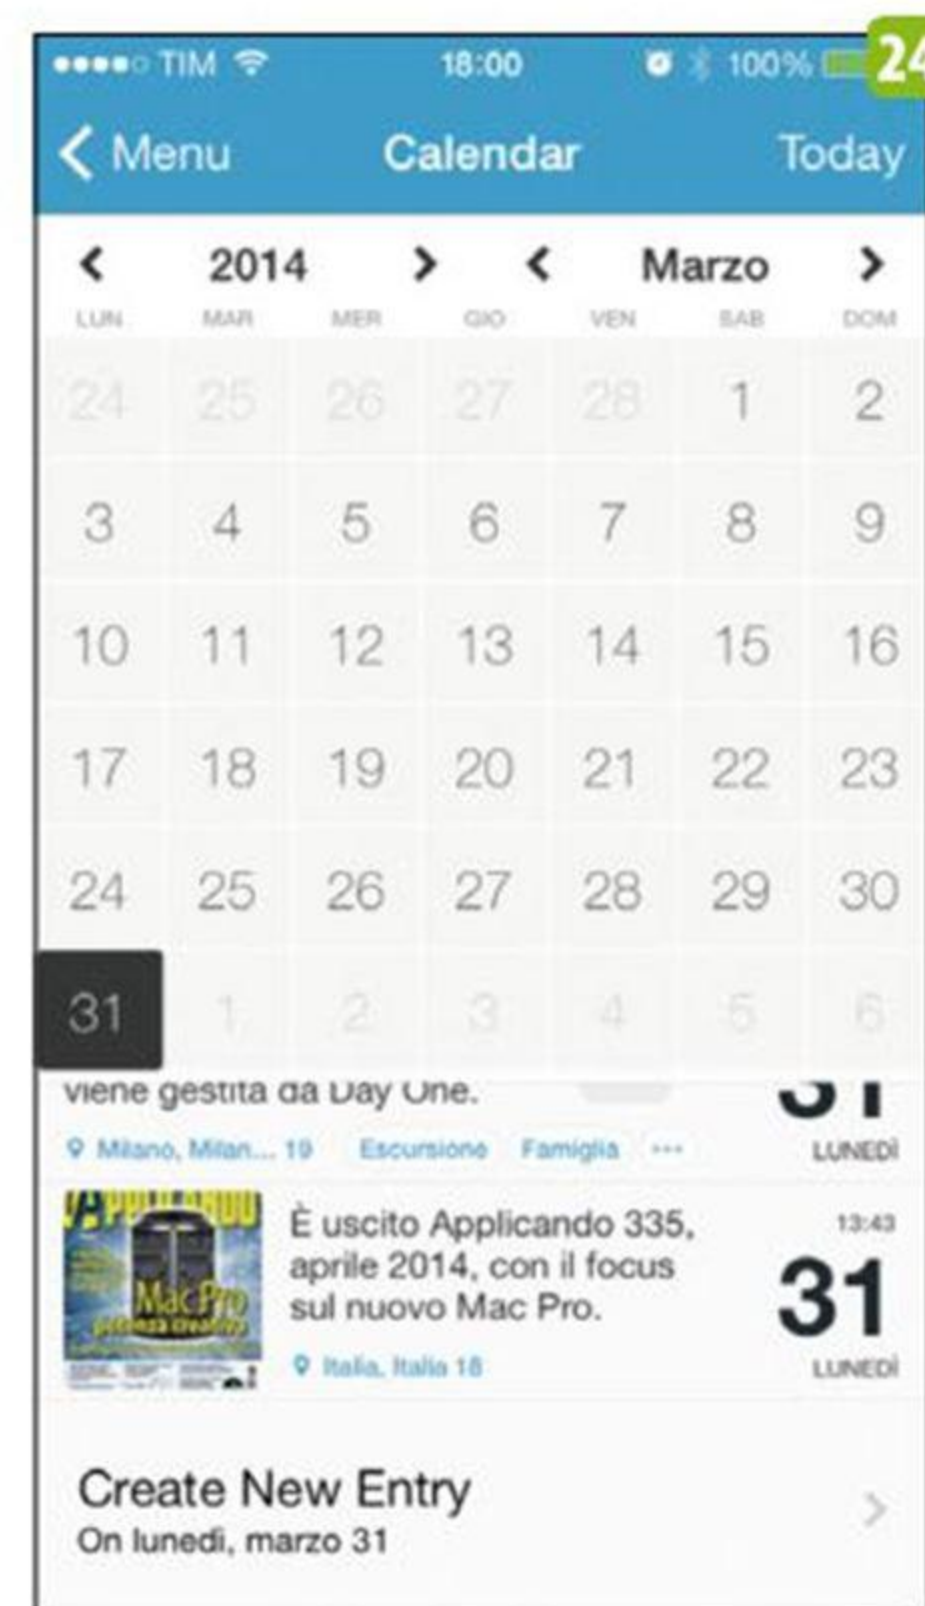 TIM 18:00 100% 24
Menu Calendar Today
2014 Marzo
LUN MAR MER GIO VEN SAB DOM
24 25 26 27 28 1 2
3 4 5 6 7 8 9
10 11 12 13 14 15 16
17 18 19 20 21 22 23
24 25 26 27 28 29 30
31 1 2 3 4 5 6
viene gestita da Day One. 31
Milano, Milan... 19 Escursione Famiglia ··· LUNEDÌ
APPLICANDO
Mac Pro
potenza creativa
È uscito Applicando 335,
aprile 2014, con il focus
sul nuovo Mac Pro.
Italia, Italia 18
13:43
31
LUNEDÌ
Create New Entry
On lunedì, marzo 31